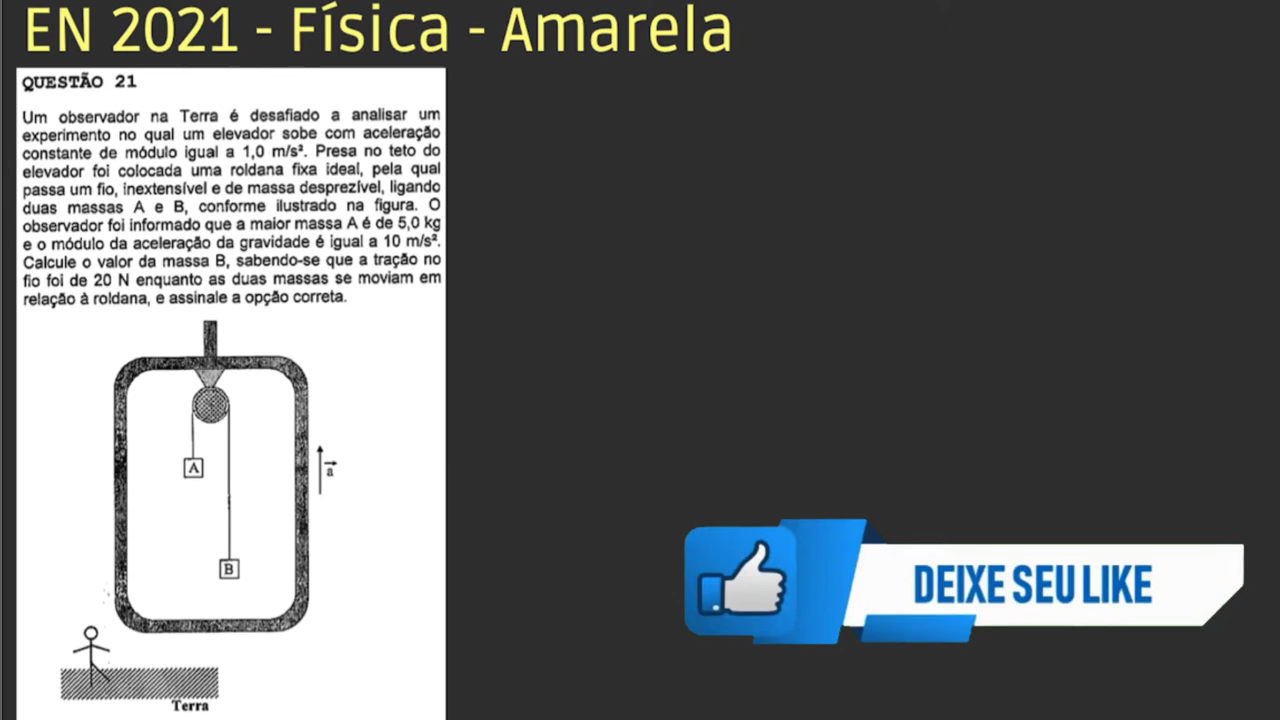 EN 2021 - Física - Amarela
QUESTÃO 21
Um observador na Terra é desafiado a analisar um
experimento no qual um elevador sobe com aceleração
constante de módulo igual a 1,0 m/s². Presa no teto do
elevador foi colocada uma roldana fixa ideal, pela qual
passa um fio, inextensível e de massa desprezível, ligando
duas massas A e B, conforme ilustrado na figura. O
observador foi informado que a maior massa A é de 5,0 kg
e o módulo da aceleração da gravidade é igual a 10 m/s².
Calcule o valor da massa B, sabendo-se que a tração no
fio foi de 20 N enquanto as duas massas se moviam em
relação à roldana, e assinale a opção correta.
A
a
B
Terra
DEIXE SEU LIKE